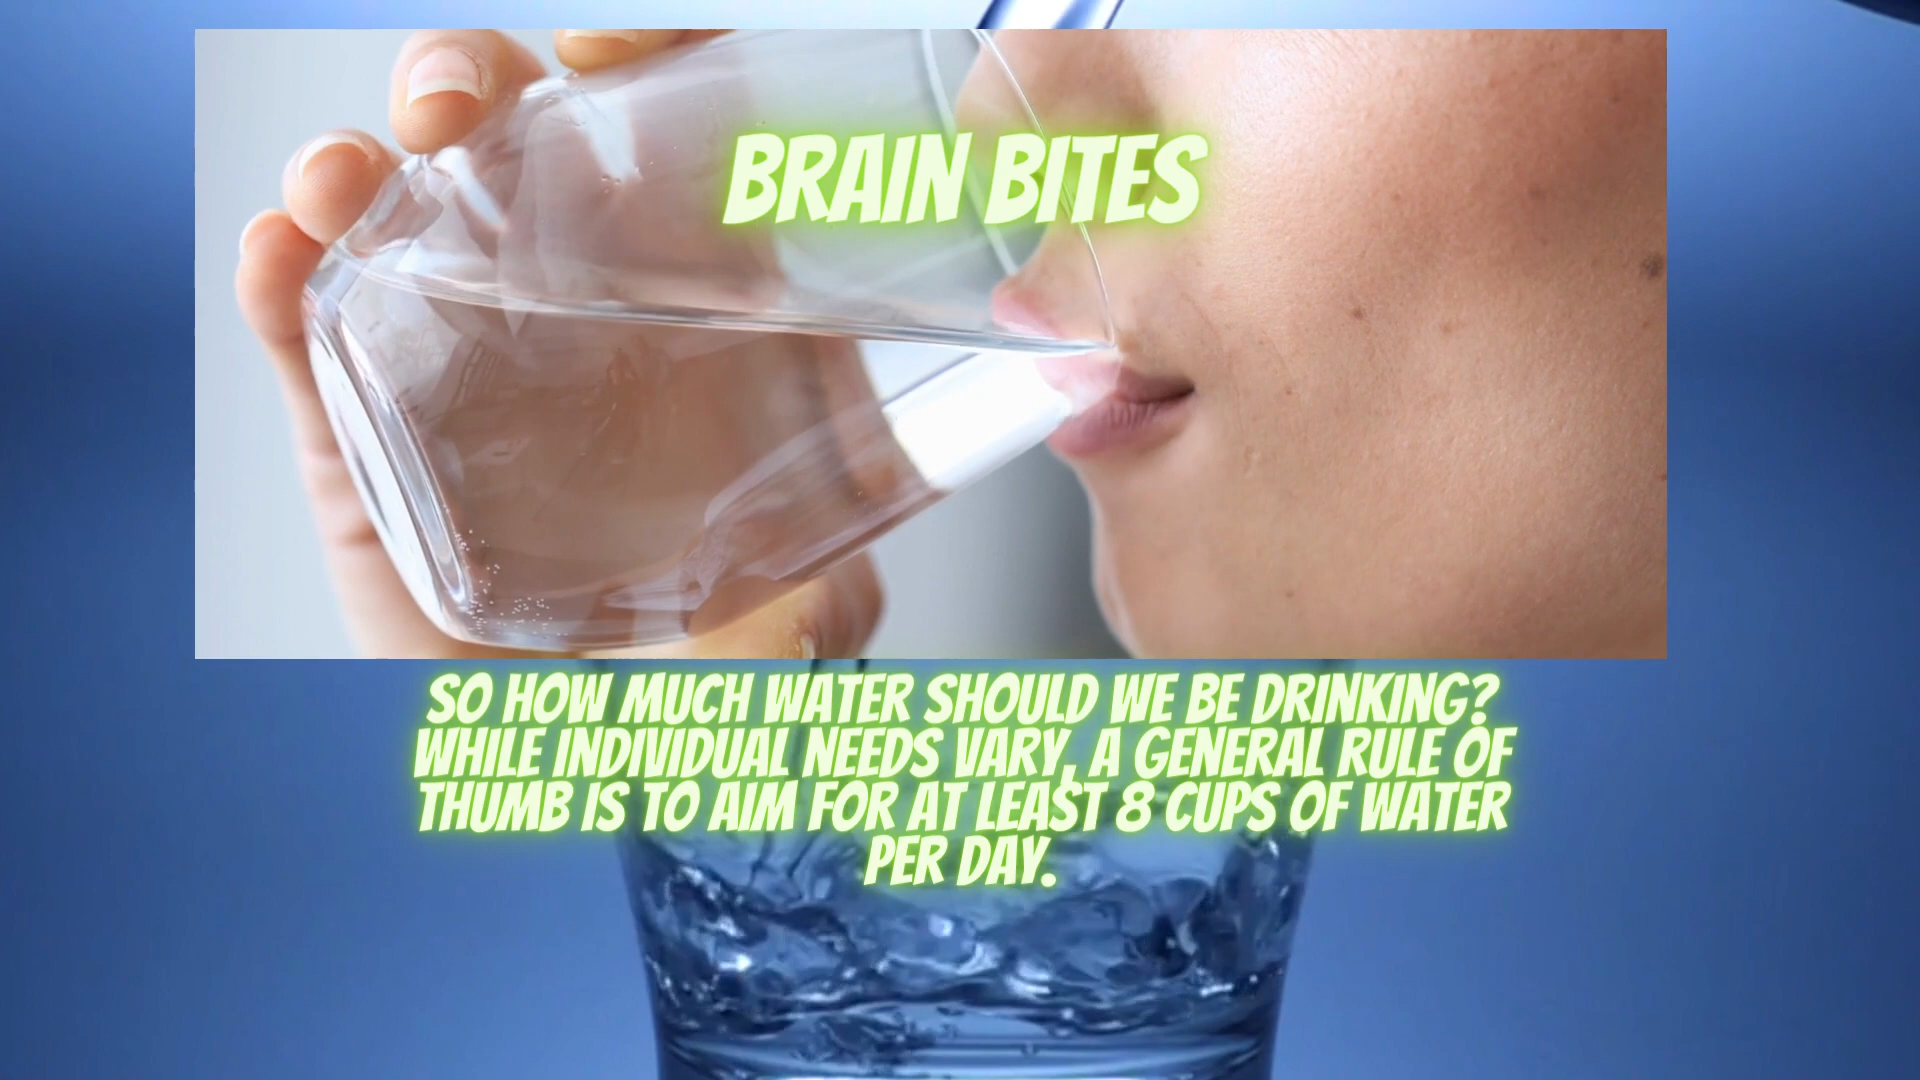 BRAIN BITES
SO HOW MUCH WATER SHOULD WE BE DRINKING?
WHILE INDIVIDUAL NEEDS VARY, A GENERAL RULE OF
THUMB IS TO AIM FOR AT LEAST 8 CUPS OF WATER
PER DAY.